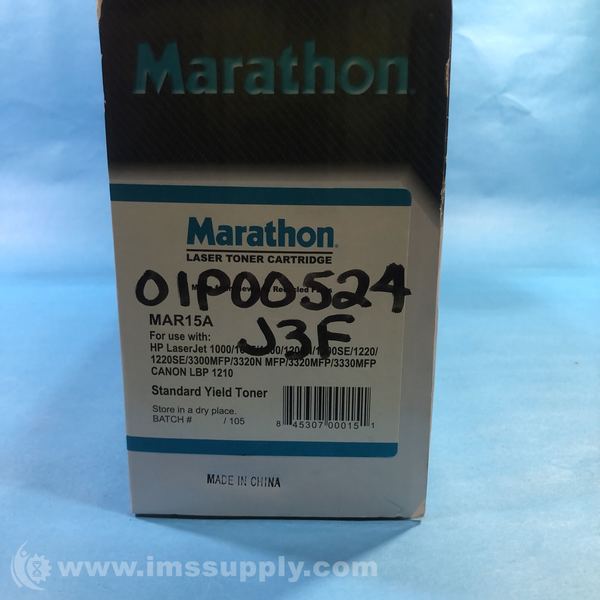 Marathon
Marathon®
LASER TONER CARTRIDGE
01P00524
MAR15A
J3F
For use with:
HP LaserJet 1000/ /1220/
1220SE/3300MFP/3320N MFP/3320MFP/3330MFP
CANON LBP 1210
Standard Yield Toner
Store in a dry place.
BATCH # / 105
8 45307 00015 1
MADE IN CHINA
© www.imssupply.com